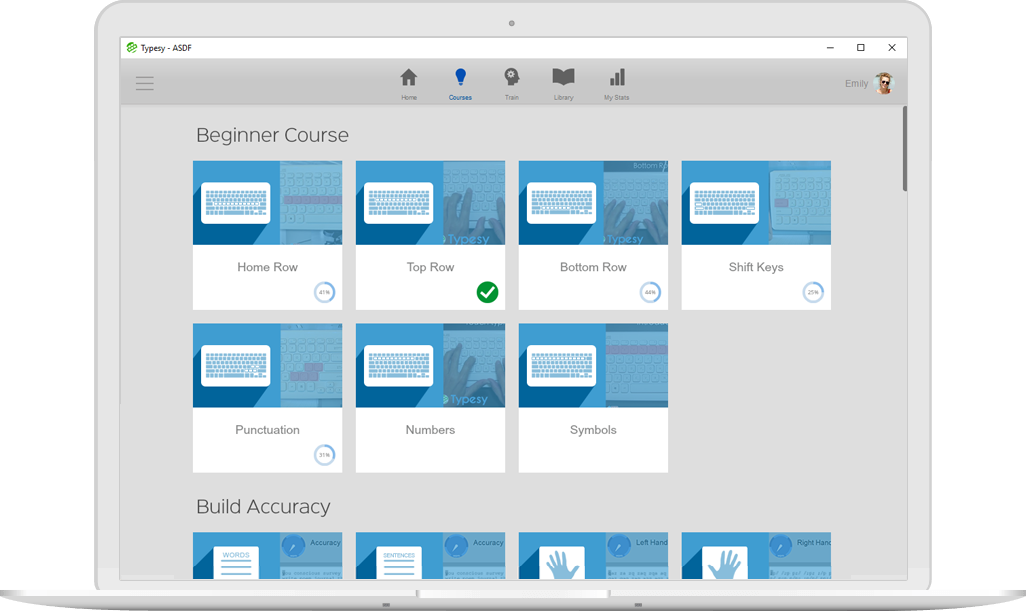 Typesy - ASDF
Home
Courses
Train
Library
My Stats
Emily
Beginner Course
Bottom Ro
Typesy
Typesy
Home Row
Top Row
Bottom Row
Shift Keys
41%
44%
25%
Typesy
Punctuation
Numbers
Symbols
31%
Build Accuracy
WORDS
Accuracy
SENTENCES
Accuracy
Left Hand
Right Hand